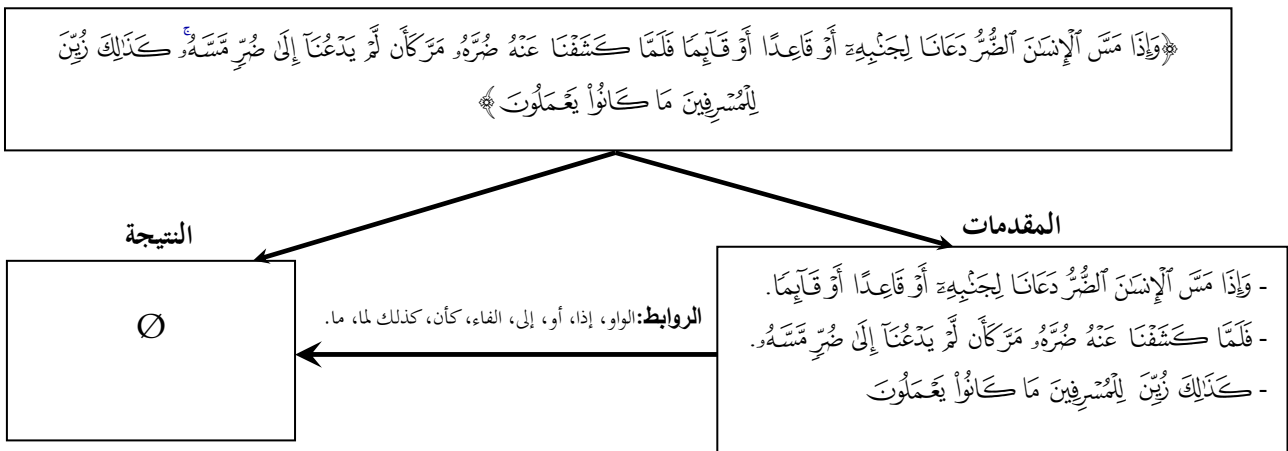 ﴿وَإِذَا مَسَّ ٱلْإِنسَٰنَ ٱلضُّرُّ دَعَانَا لِجَنۢبِهِۦٓ أَوْ قَاعِدًا أَوْ قَآئِمًا فَلَمَّا كَشَفْنَا عَنْهُ ضُرَّهُۥ مَرَّ كَأَن لَّمْ يَدْعُنَآ إِلَىٰ ضُرٍّ مَّسَّهُۥۚ كَذَٰلِكَ زُيِّنَ
لِلْمُسْرِفِينَ مَا كَانُوا۟ يَعْمَلُونَ﴾
المقدمات
النتيجة
- وَإِذَا مَسَّ ٱلْإِنسَٰنَ ٱلضُّرُّ دَعَانَا لِجَنۢبِهِۦٓ أَوْ قَاعِدًا أَوْ قَآئِمًا.
- فَلَمَّا كَشَفْنَا عَنْهُ ضُرَّهُۥ مَرَّ كَأَن لَّمْ يَدْعُنَآ إِلَىٰ ضُرٍّ مَّسَّهُۥ.
- كَذَٰلِكَ زُيِّنَ لِلْمُسْرِفِينَ مَا كَانُوا۟ يَعْمَلُونَ
الروابط:الواو، إذا، أو، إلى، الفاء، كأن، كذلك لما، ما.
Ø